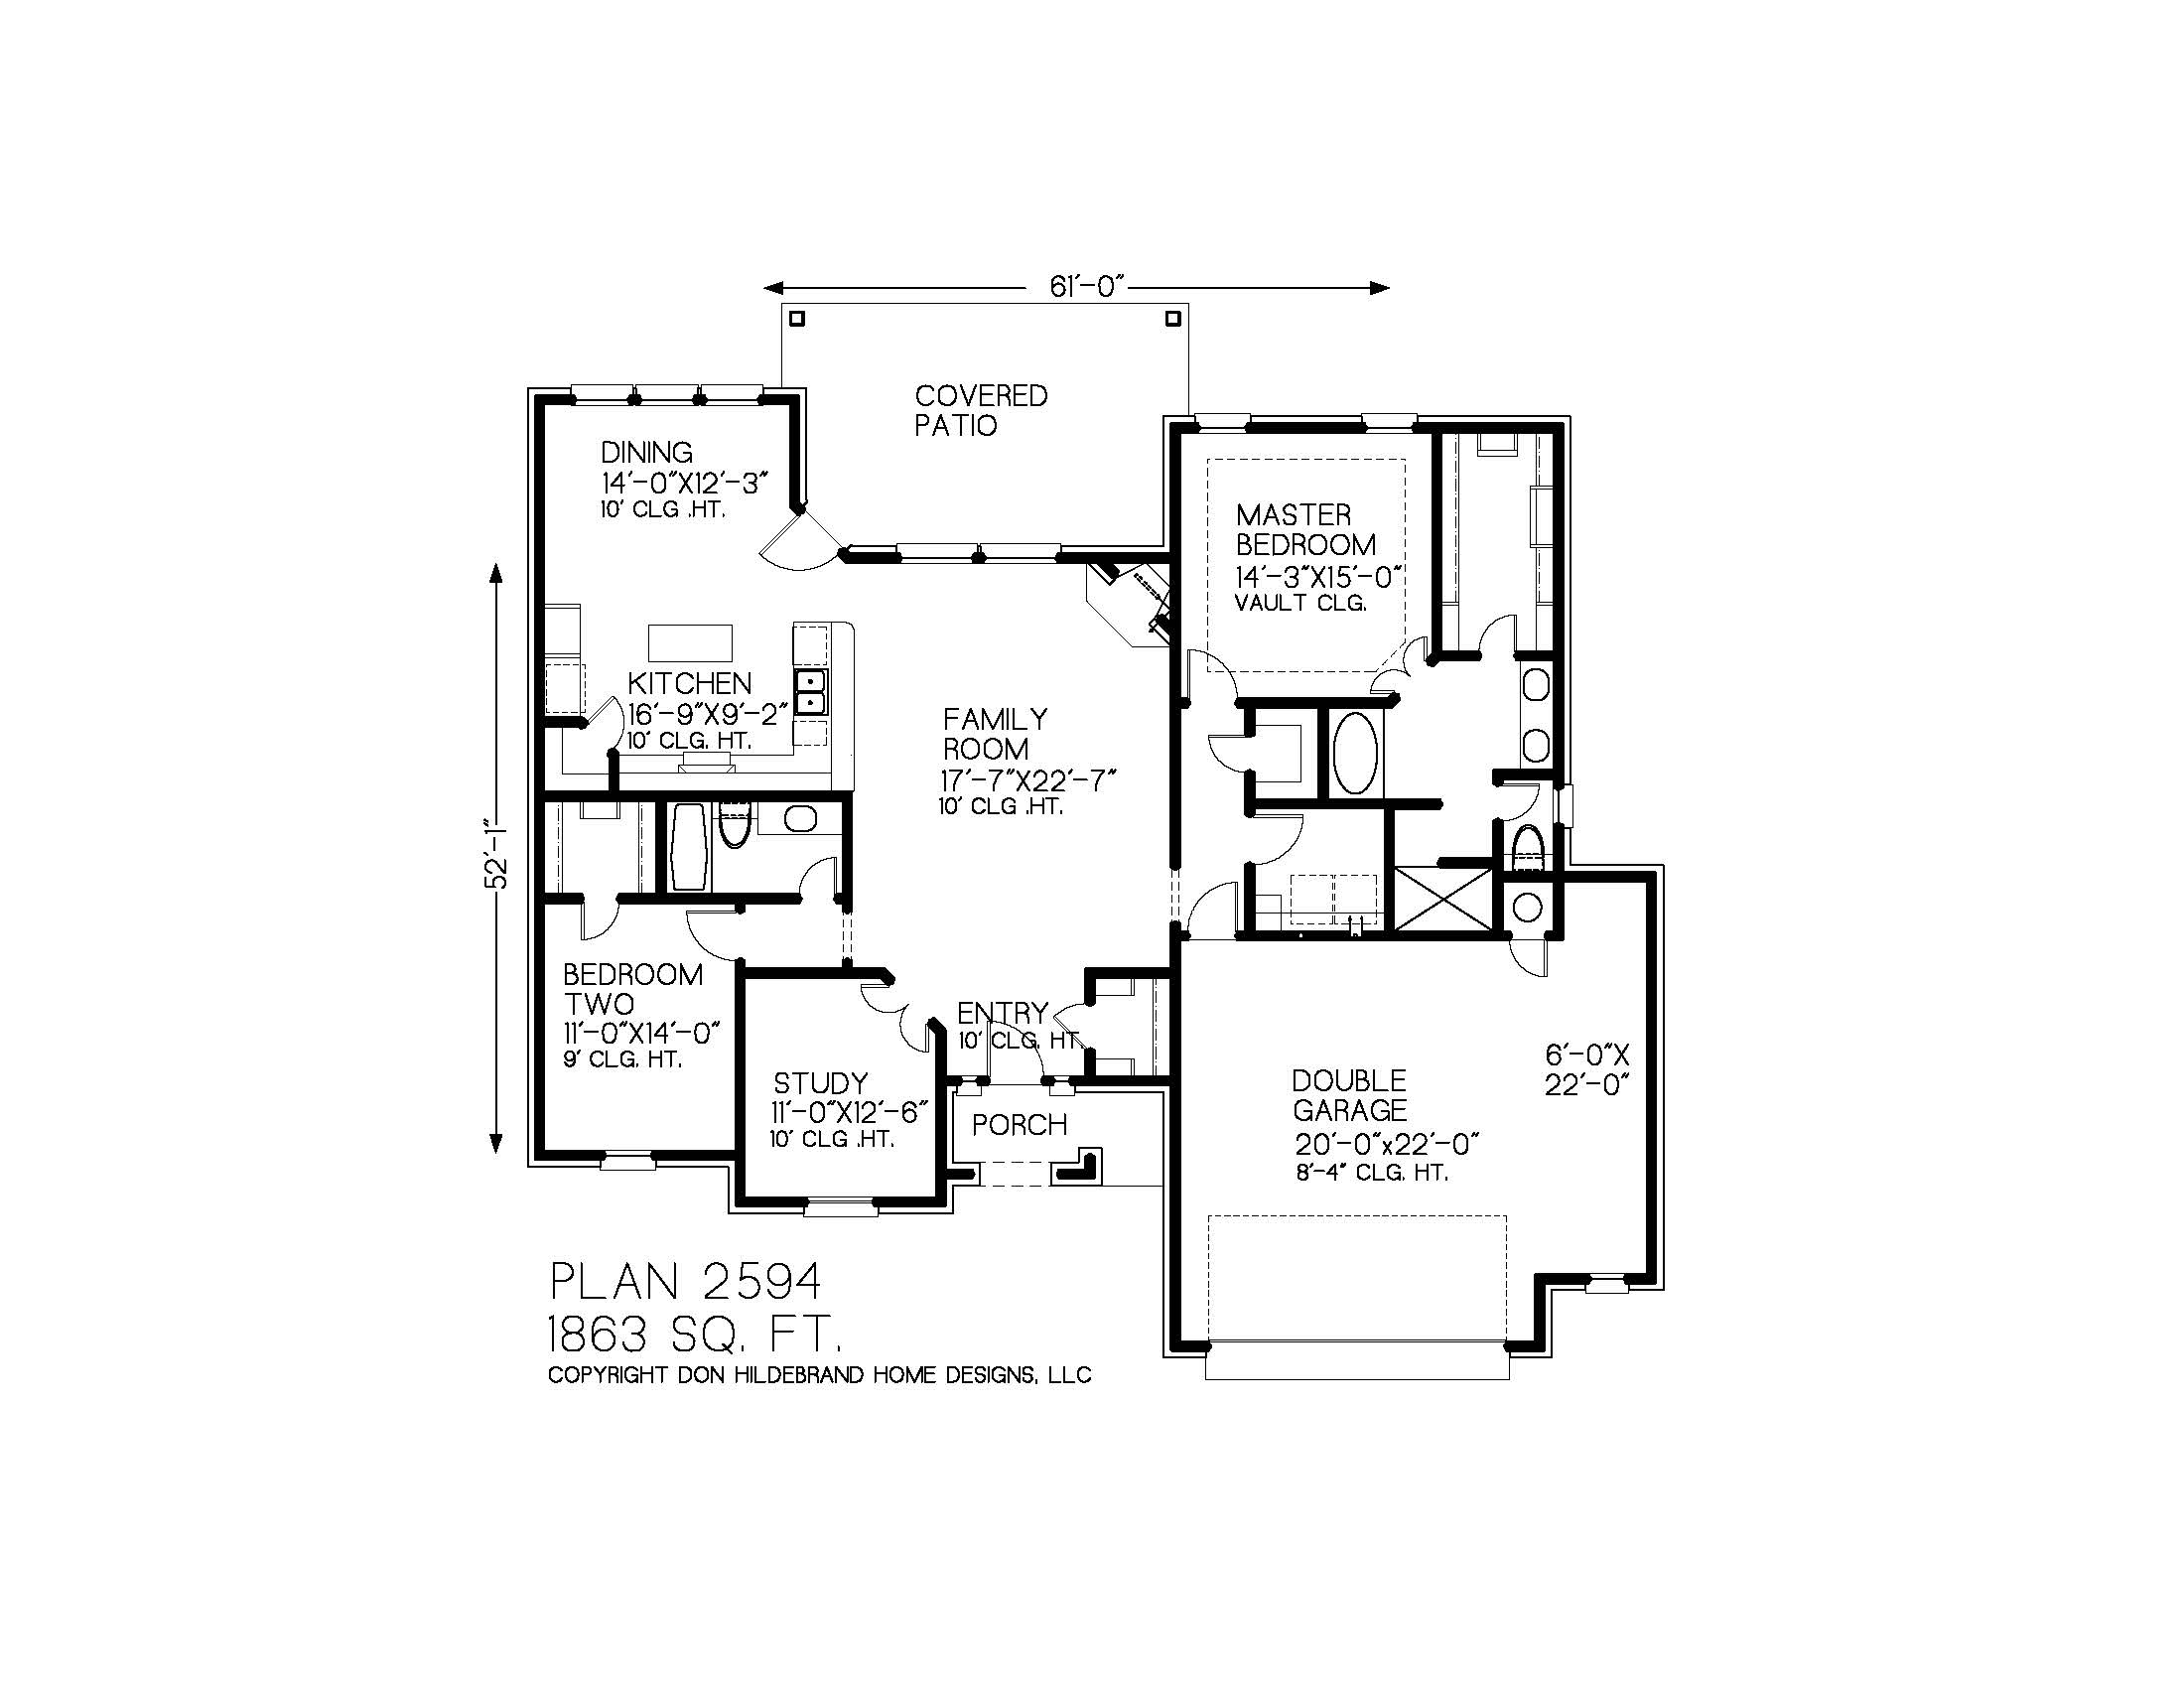 61'-0"
COVERED
PATIO
DINING
14'-0"X12'-3"
10' CLG .HT.
MASTER
BEDROOM
14'-3"X15'-0"
VAULT CLG.
KITCHEN
16'-9"X9'-2"
10' CLG. HT.
FAMILY
ROOM
17'-7"X22'-7"
10' CLG .HT.
52'-1"
BEDROOM
TWO
11'-0"X14'-0"
9' CLG. HT.
ENTRY
10' CLG. HT.
STUDY
11'-0"X12'-6"
10' CLG .HT.
PORCH
DOUBLE
GARAGE
20'-0"x22'-0"
8'-4" CLG. HT.
6'-0"X
22'-0"
PLAN 2594
1863 SQ. FT.
COPYRIGHT DON HILDEBRAND HOME DESIGNS, LLC